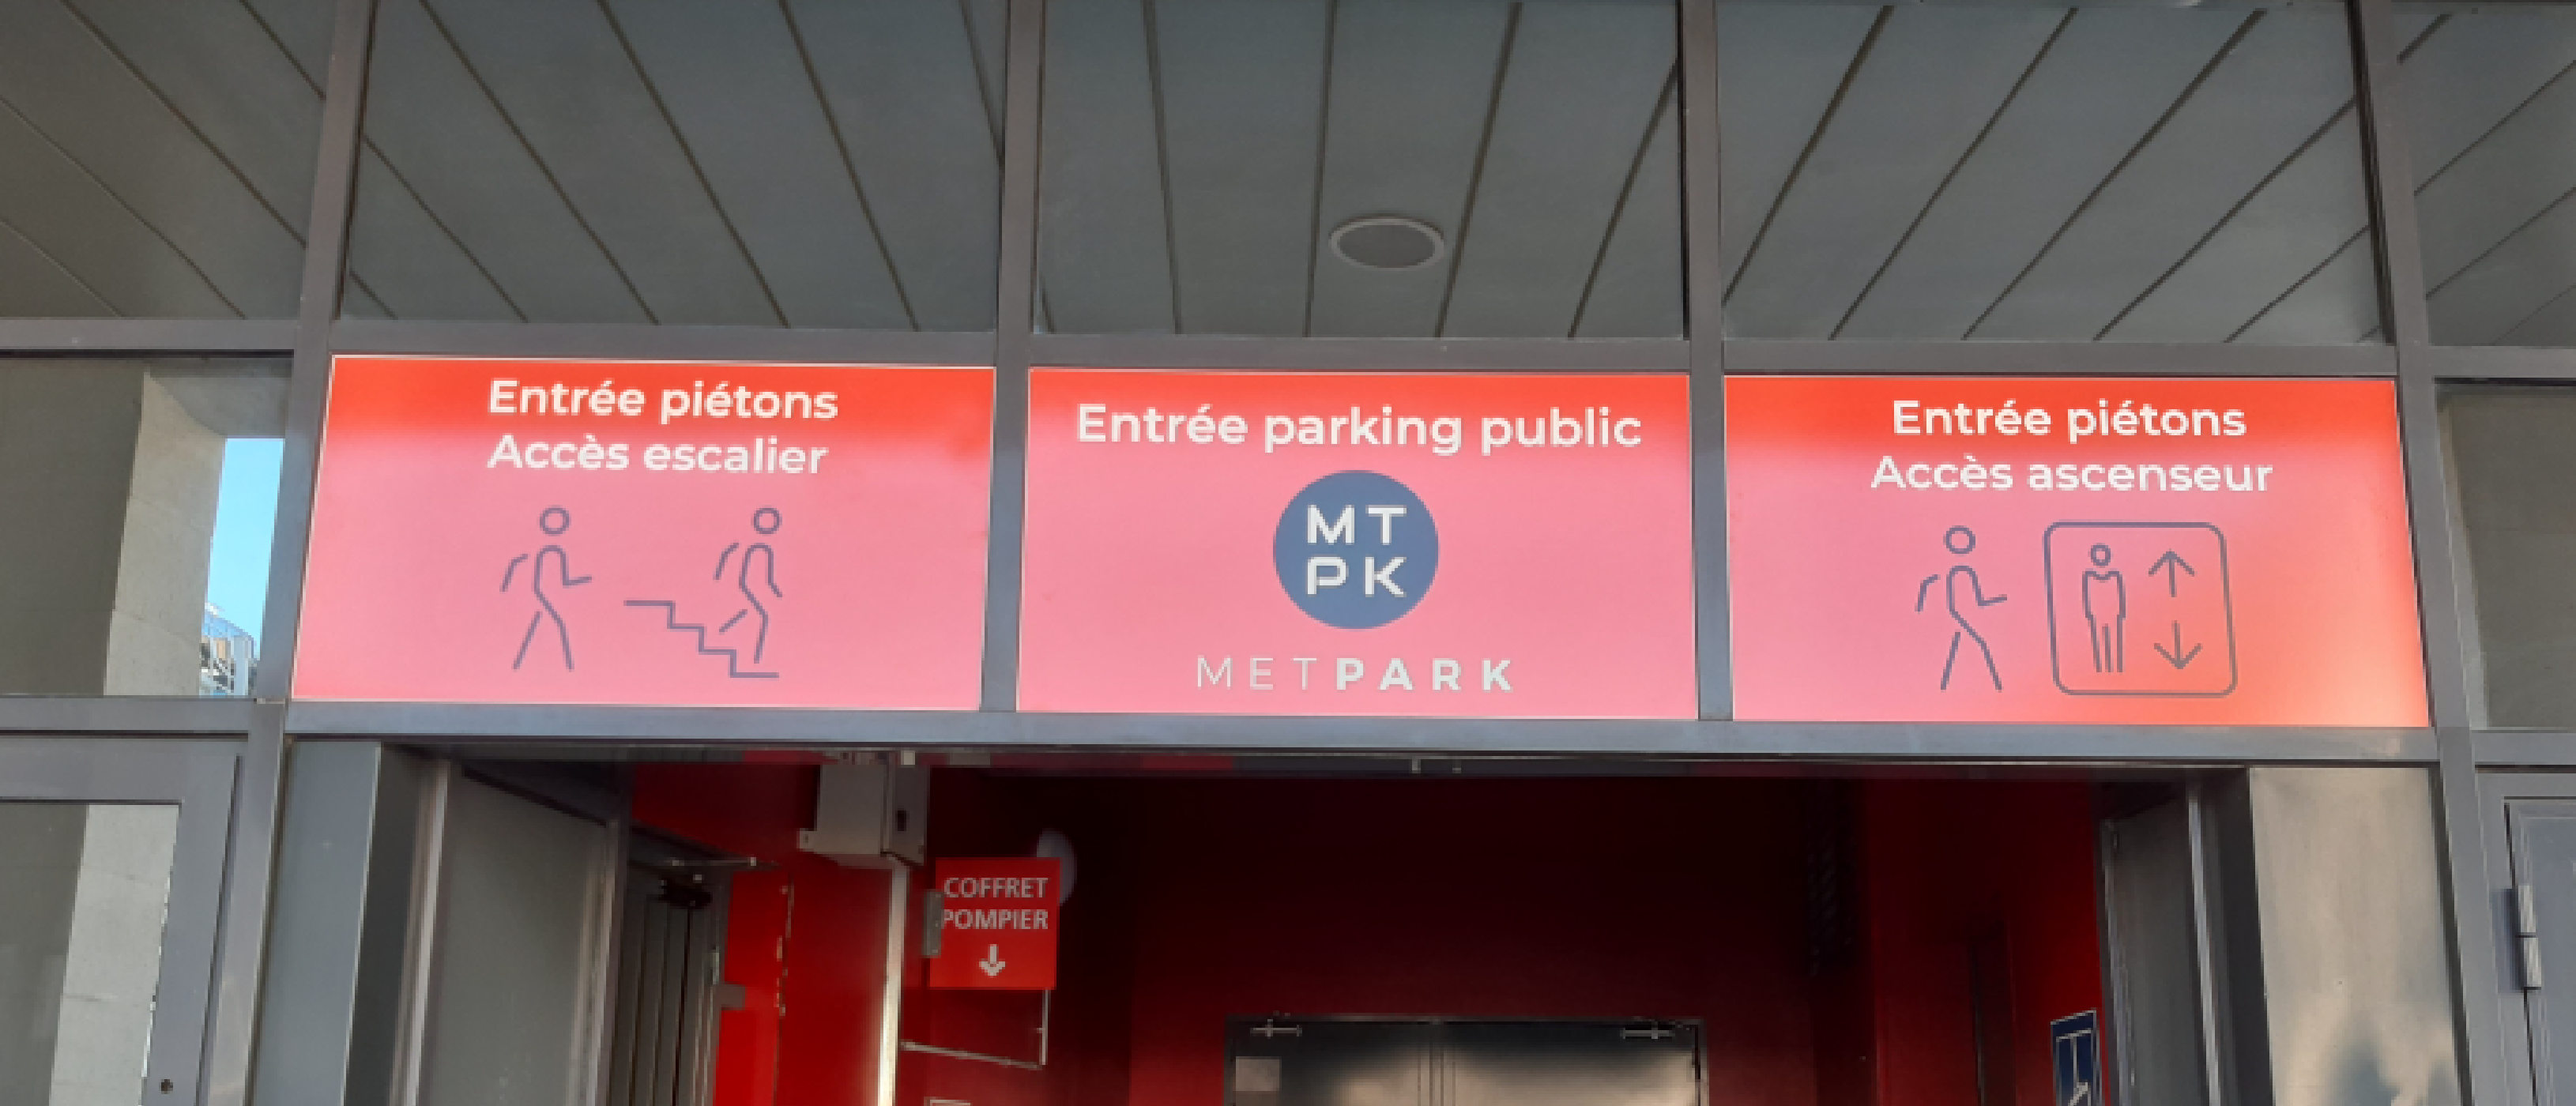 Entrée piétons
Accès escalier
Entrée parking public
MT
PK
METPARK
Entrée piétons
Accès ascenseur
COFFRET
POMPIER